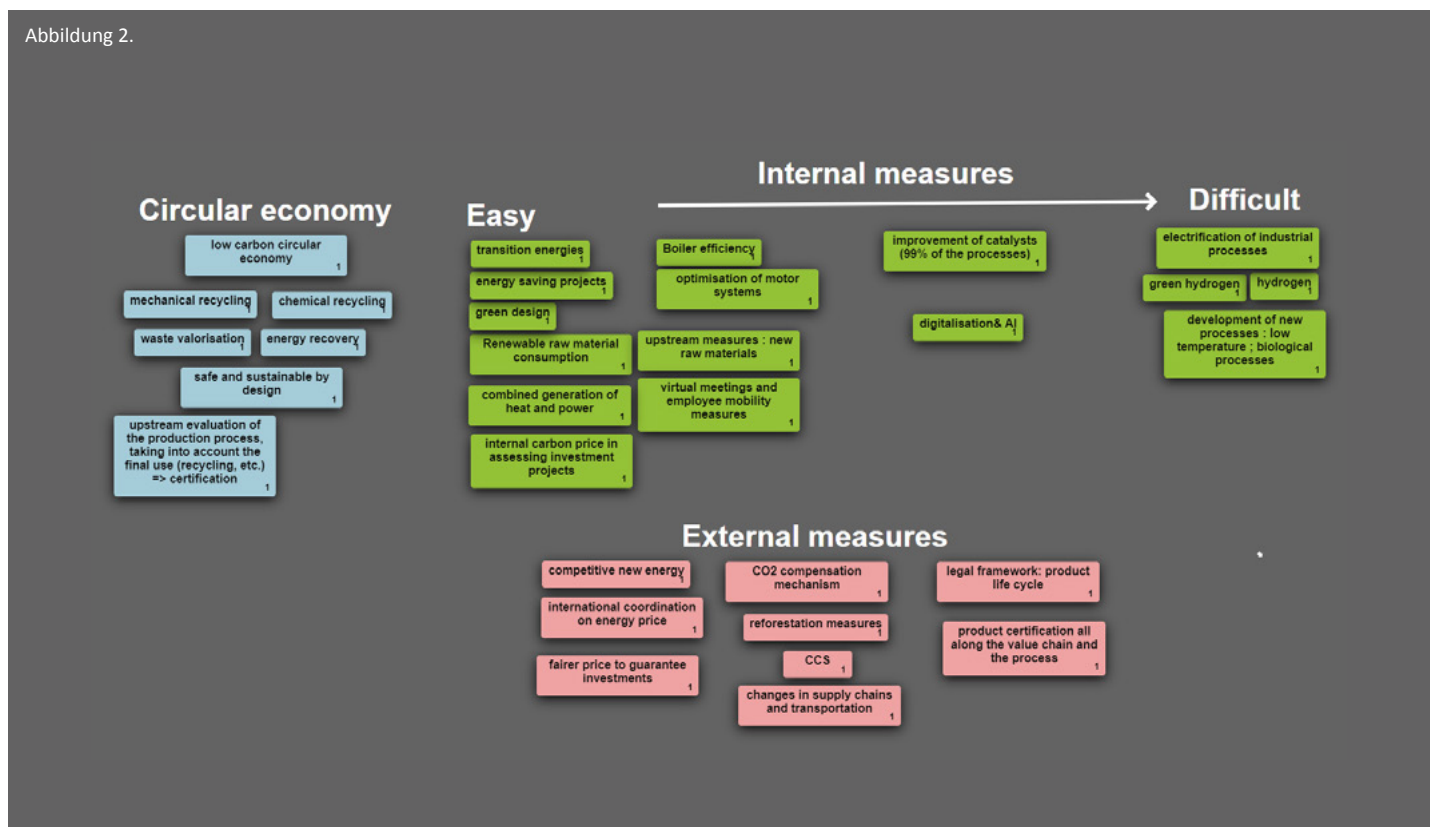 Abbildung 2.
Circular economy
low carbon circular
economy
1
mechanical recycling
1
chemical recycling
1
waste valorisation
1
energy recovery
1
safe and sustainable by
design
1
upstream evaluation of
the production process,
taking into account the
final use (recycling, etc.)
=> certification
1
Internal measures
Easy
Difficult
transition energies
1
energy saving projects
1
green design
1
Renewable raw material
consumption
1
combined generation of
heat and power
1
internal carbon price in
assessing investment
projects
1
Boiler efficiency
1
optimisation of motor
systems
1
upstream measures : new
raw materials
1
virtual meetings and
employee mobility
measures
1
improvement of catalysts
(99% of the processes)
1
digitalisation& AI
1
electrification of industrial
processes
1
green hydrogen
1
hydrogen
1
development of new
processes : low
temperature ; biological
processes
1
External measures
competitive new energy
1
international coordination
on energy price
1
fairer price to guarantee
investments
1
CO2 compensation
mechanism
1
reforestation measures
1
CCS
1
changes in supply chains
and transportation
1
legal framework: product
life cycle
1
product certification all
along the value chain and
the process
1